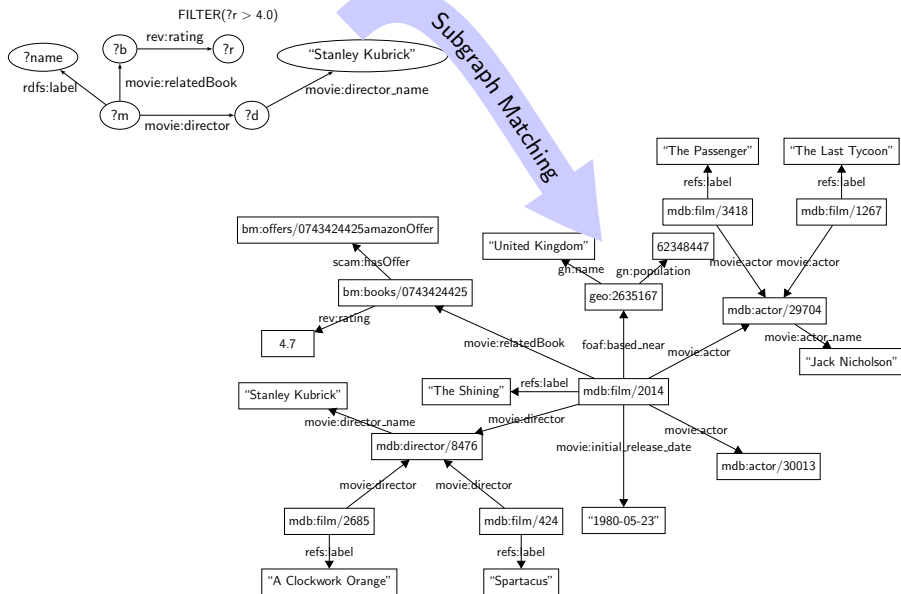 FILTER(?r > 4.0)
rev:rating
?name
?b
?r
"Stanley Kubrick"
rdfs:label
movie:relatedBook
movie:director_name
?m
?d
movie:director
Subgraph Matching
"The Passenger"
"The Last Tycoon"
refs:label
refs:label
mdb:film/3418
mdb:film/1267
bm:offers/0743424425amazonOffer
"United Kingdom"
62348447
scam:hasOffer
gn:name
gn:population
movie:actor
movie:actor
bm:books/0743424425
geo:2635167
mdb:actor/29704
rev:rating
4.7
movie:relatedBook
foaf:based_near
movie:actor
movie:actor_name
"Jack Nicholson"
"Stanley Kubrick"
"The Shining"
refs:label
mdb:film/2014
movie:director_name
movie:director
movie:actor
mdb:director/8476
movie:initial_release_date
mdb:actor/30013
movie:director
movie:director
mdb:film/2685
mdb:film/424
"1980-05-23"
refs:label
refs:label
"A Clockwork Orange"
"Spartacus"